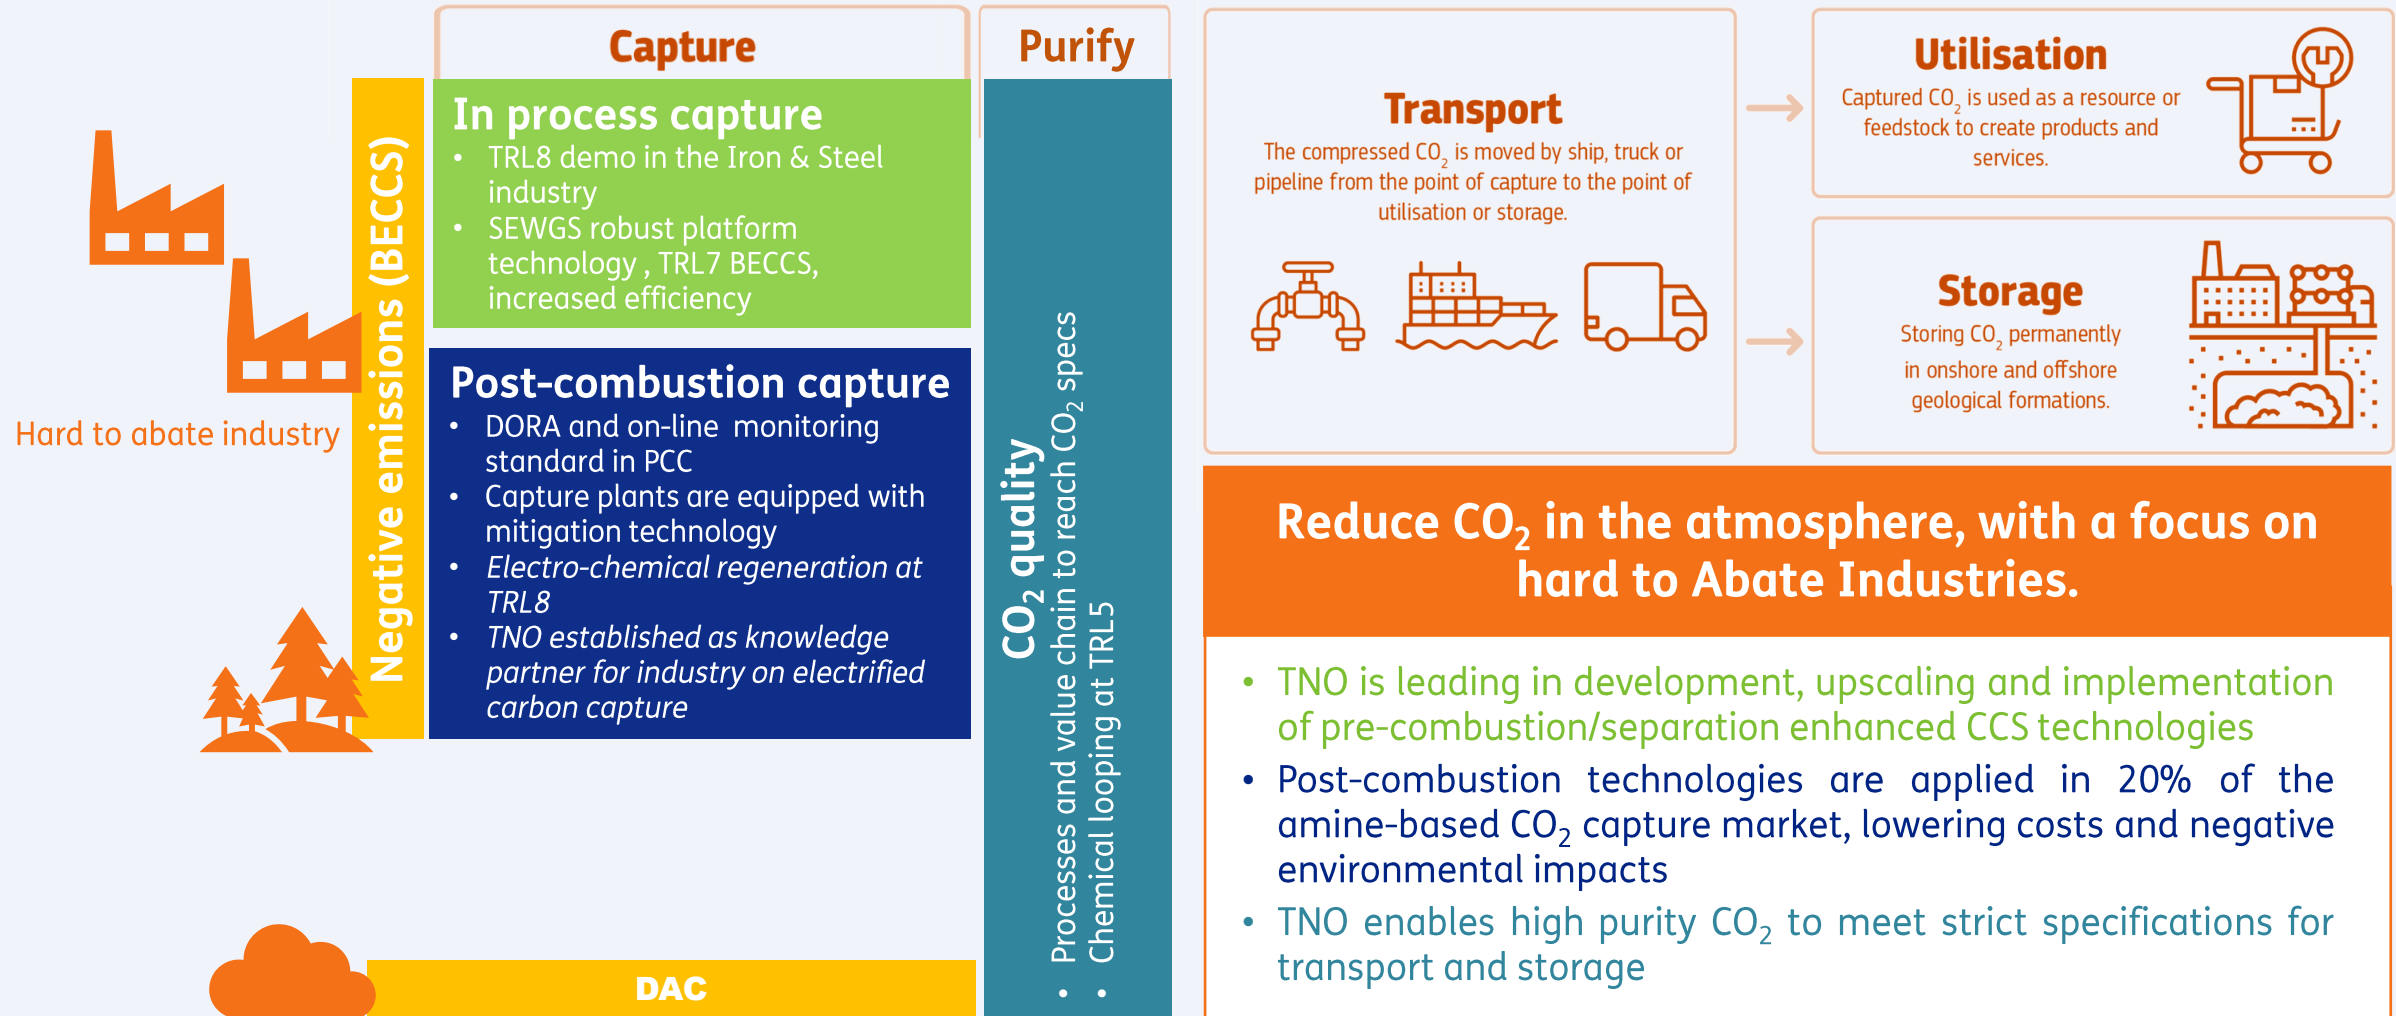 Capture
Purify
Hard to abate industry
Negative emissions (BECCS)
In process capture
• TRL8 demo in the Iron & Steel
industry
• SEWGS robust platform
technology , TRL7 BECCS,
increased efficiency
Post-combustion capture
• DORA and on-line monitoring
standard in PCC
• Capture plants are equipped with
mitigation technology
• Electro-chemical regeneration at
TRL8
• TNO established as knowledge
partner for industry on electrified
carbon capture
DAC
CO₂ quality
• Processes and value chain to reach CO₂ specs
• Chemical looping at TRL5
Transport
The compressed CO₂ is moved by ship, truck or
pipeline from the point of capture to the point of
utilisation or storage.
Utilisation
Captured CO₂ is used as a resource or
feedstock to create products and
services.
Storage
Storing CO₂ permanently
in onshore and offshore
geological formations.
Reduce CO₂ in the atmosphere, with a focus on
hard to Abate Industries.
• TNO is leading in development, upscaling and implementation
of pre-combustion/separation enhanced CCS technologies
• Post-combustion technologies are applied in 20% of the
amine-based CO₂ capture market, lowering costs and negative
environmental impacts
• TNO enables high purity CO₂ to meet strict specifications for
transport and storage